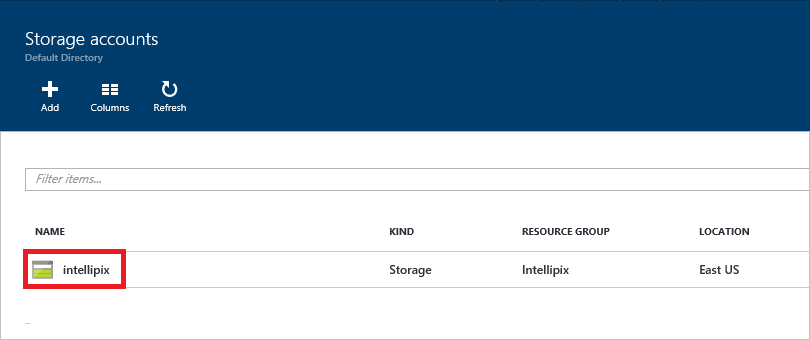 Storage accounts
Default Directory
Add Columns Refresh
Filter items...
NAME KIND RESOURCE GROUP LOCATION
intellipix Storage Intellipix East US